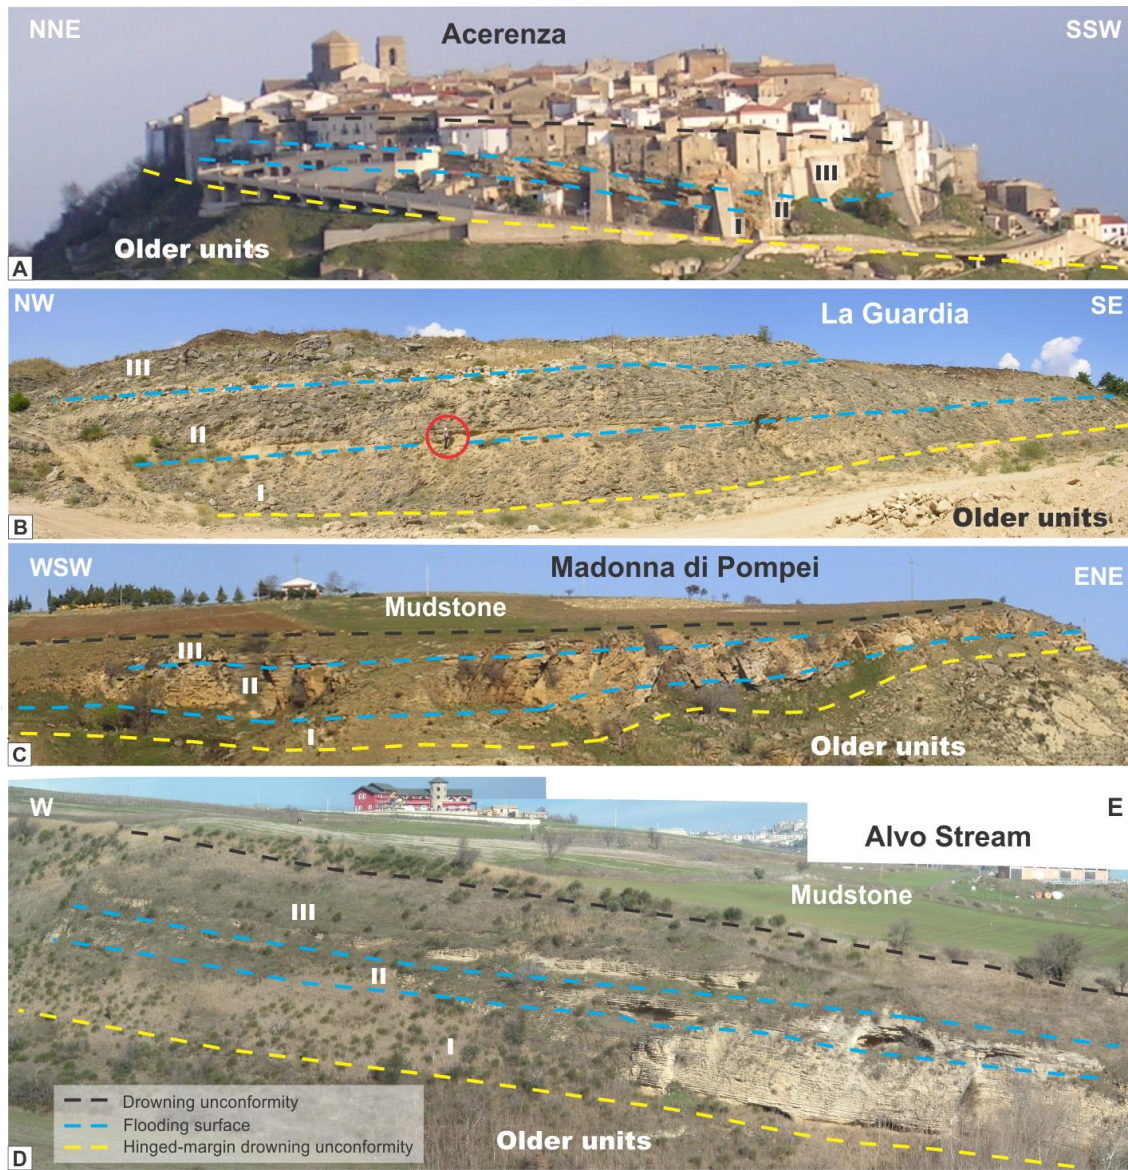 NNE
Acerenza
SSW
III
II
I
Older units
A
NW
La Guardia
SE
III
II
I
Older units
B
WSW
Madonna di Pompei
ENE
Mudstone
III
II
I
Older units
C
W
E
Alvo Stream
Mudstone
III
II
I
Drowning unconformity
Flooding surface
Hinged-margin drowning unconformity
Older units
D